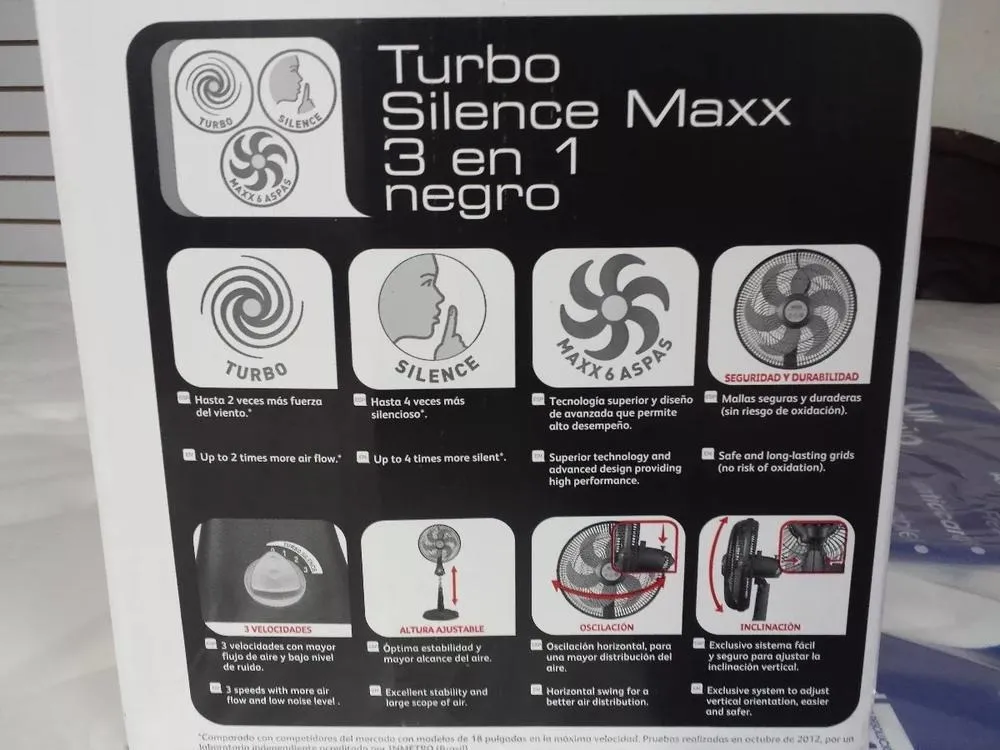 TURBO
SILENCE
MAXX 6 ASPAS
Turbo
Silence Maxx
3 en 1
negro
TURBO
SILENCE
MAXX 6 ASPAS
SEGURIDAD Y DURABILIDAD
ESP Hasta 2 veces más fuerza
del viento.*
ESP Hasta 4 veces más
silencioso*.
ESP Tecnología superior y diseño
de avanzada que permite
alto desempeño.
ESP Mallas seguras y duraderas
(sin riesgo de oxidación).
EN Up to 2 times more air flow.*
EN Up to 4 times more silent*.
EN Superior technology and
advanced design providing
high performance.
EN Safe and long-lasting grids
(no risk of oxidation).
TURBO SILENCE
0 1 2 3
3 VELOCIDADES
ALTURA AJUSTABLE
OSCILACIÓN
INCLINACIÓN
ESP 3 velocidades con mayor
flujo de aire y bajo nivel
de ruido.
ESP Óptima estabilidad y
mayor alcance del aire.
ESP Oscilación horizontal, para
una mayor distribución del
aire.
ESP Exclusivo sistema fácil
y seguro para ajustar la
inclinación vertical.
3 speeds with more air
flow and low noise level .
EN Excellent stability and
large scope of air.
EN Horizontal swing for a
better air distribution.
EN Exclusive system to adjust
vertical orientation, easier
and safer.
*Comparado con competidores del mercado con modelos de 18 pulgadas en la máxima velocidad. Pruebas realizadas en octubre de 2012, por un
laboratorio independiente acreditado por INMETRO (Brasil)